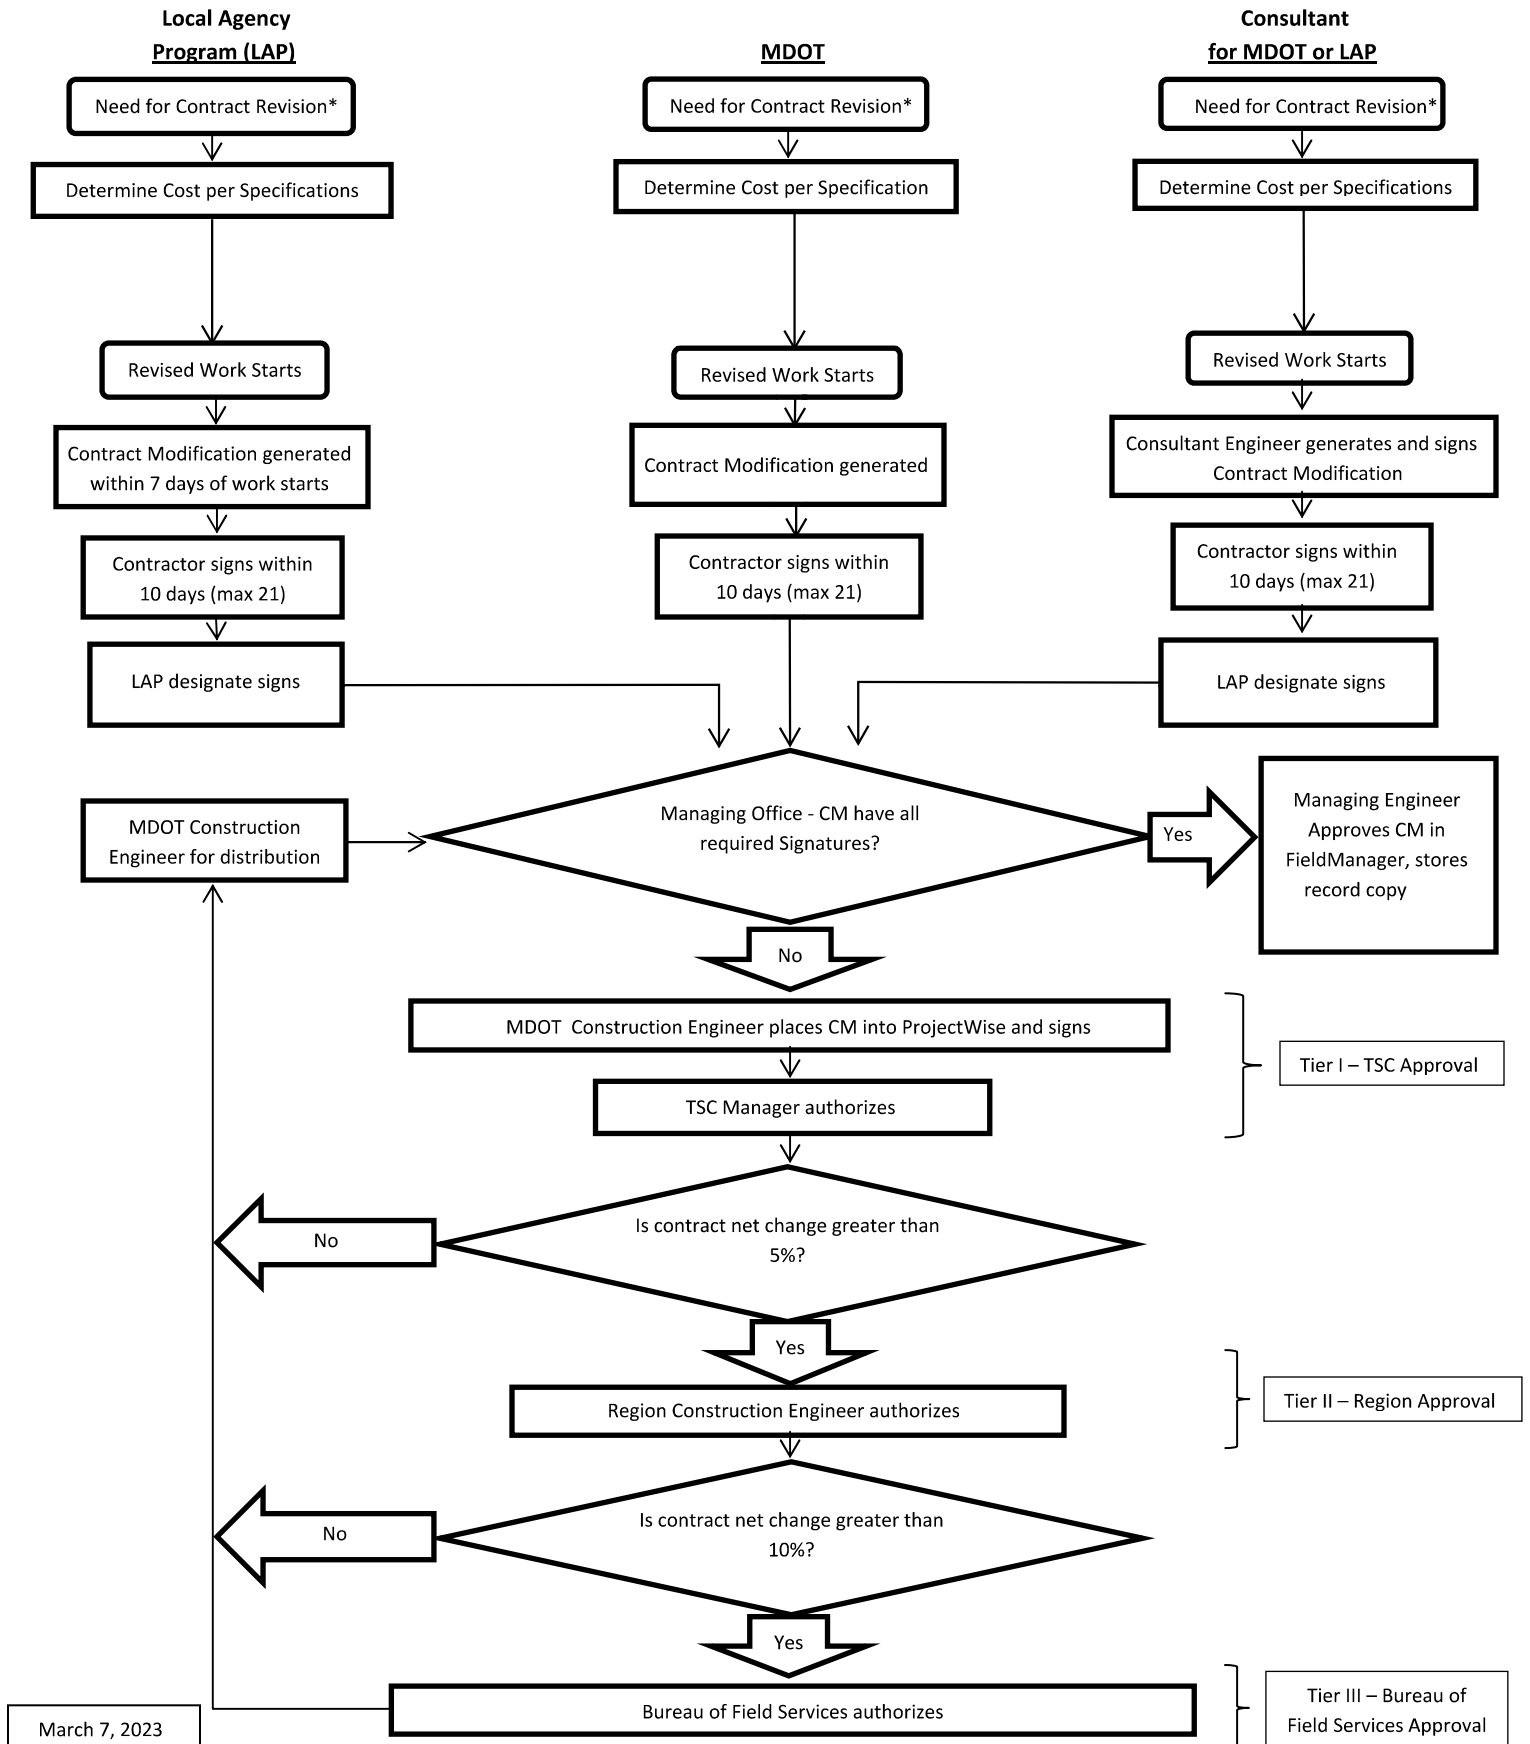 Local Agency
Program (LAP)
MDOT
Consultant
for MDOT or LAP
Need for Contract Revision*
Need for Contract Revision*
Need for Contract Revision*
Determine Cost per Specifications
Determine Cost per Specification
Determine Cost per Specifications
Revised Work Starts
Revised Work Starts
Revised Work Starts
Contract Modification generated
within 7 days of work starts
Contract Modification generated
Consultant Engineer generates and signs
Contract Modification
Contractor signs within
10 days (max 21)
Contractor signs within
10 days (max 21)
Contractor signs within
10 days (max 21)
LAP designate signs
LAP designate signs
MDOT Construction
Engineer for distribution
Managing Office - CM have all
required Signatures?
Yes
Managing Engineer
Approves CM in
FieldManager, stores
record copy
No
MDOT Construction Engineer places CM into ProjectWise and signs
Tier I – TSC Approval
TSC Manager authorizes
Is contract net change greater than
5%?
No
Yes
Region Construction Engineer authorizes
Tier II – Region Approval
Is contract net change greater than
10%?
No
Yes
Bureau of Field Services authorizes
Tier III – Bureau of
Field Services Approval
March 7, 2023